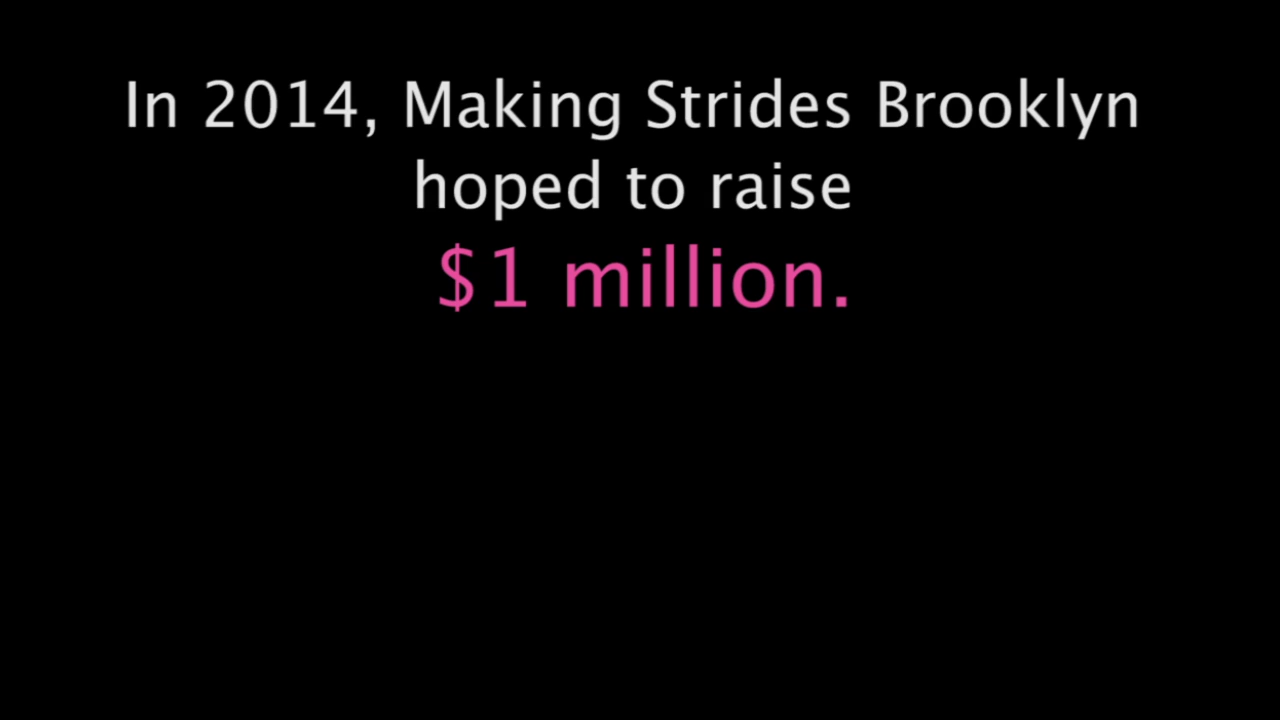 In 2014, Making Strides Brooklyn
hoped to raise
$1 million.